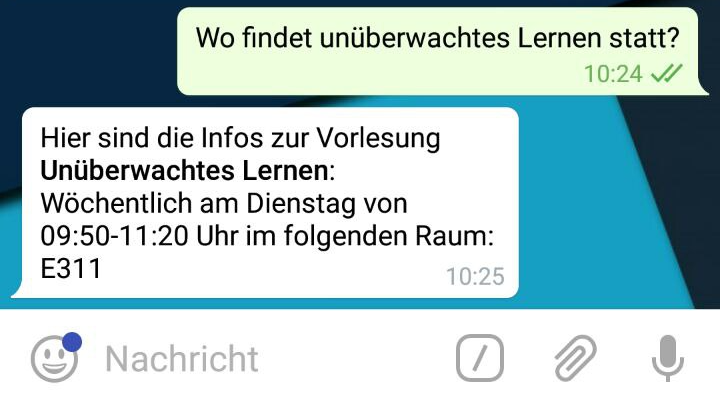 Wo findet unüberwachtes Lernen statt?
10:24
Hier sind die Infos zur Vorlesung
Unüberwachtes Lernen:
Wöchentlich am Dienstag von
09:50-11:20 Uhr im folgenden Raum:
E311
10:25
Nachricht